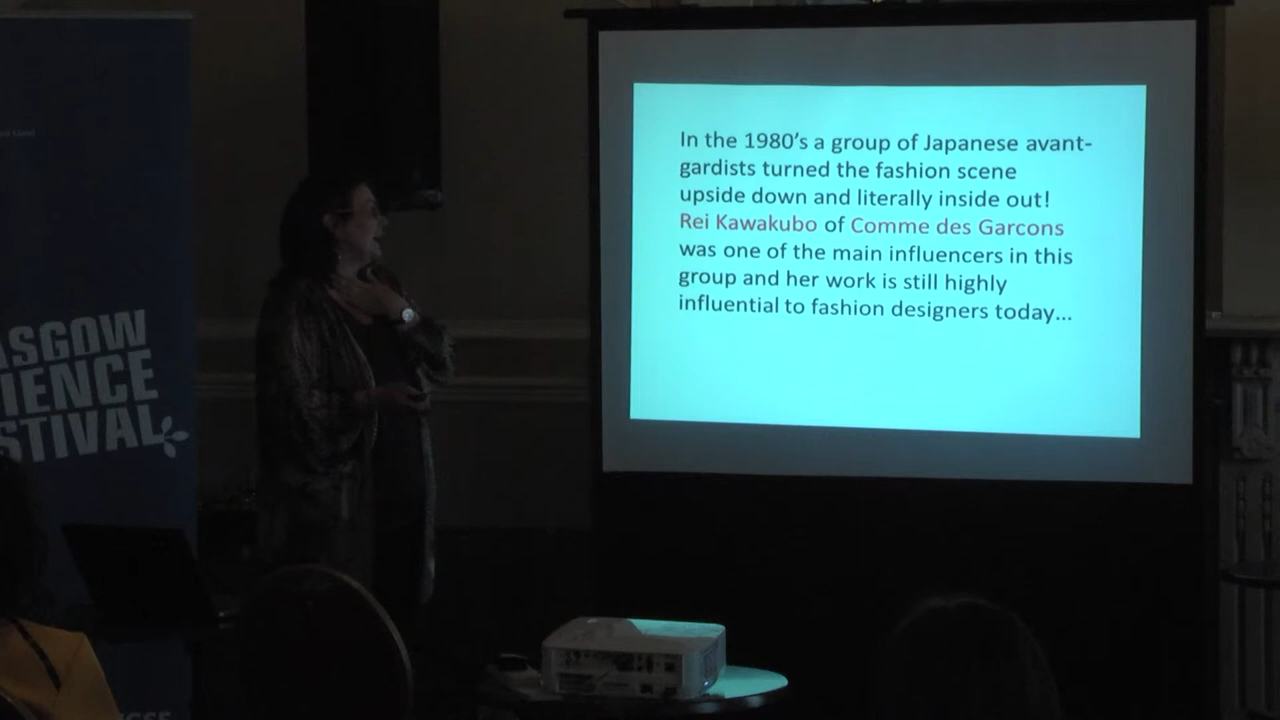 In the 1980's a group of Japanese avant-
gardists turned the fashion scene
upside down and literally inside out!
Rei Kawakubo of Comme des Garcons
was one of the main influencers in this
group and her work is still highly
influential to fashion designers today...
ASGOW
IENCE
STIVAL